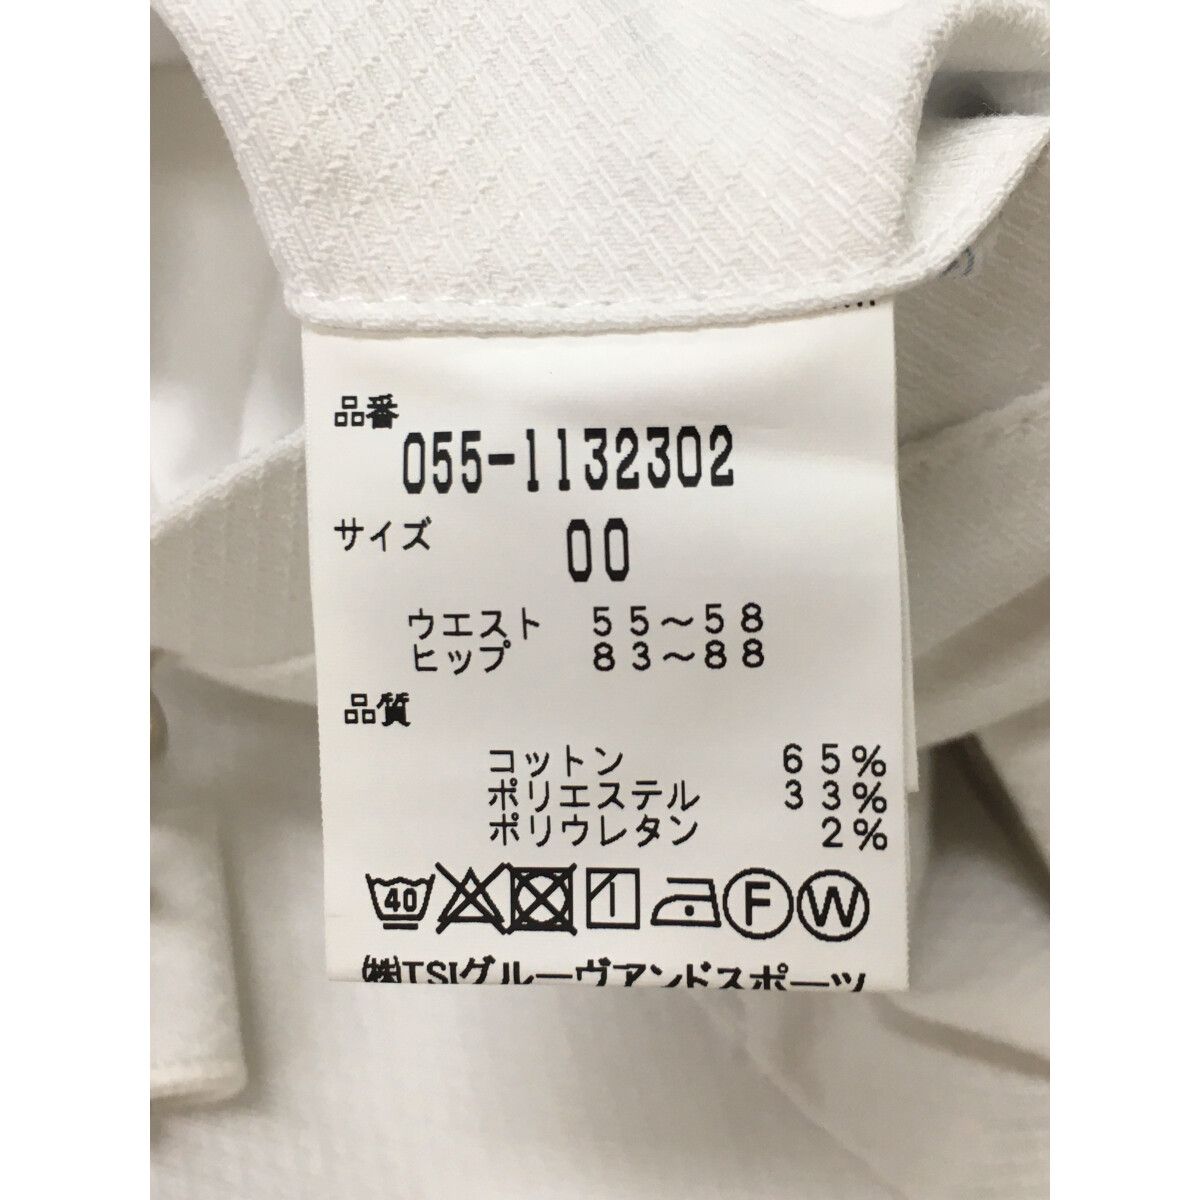 品番
055-1132302
サイズ 00
ウエスト 55~58
ヒップ 83~88
品質
コットン 65%
ポリエステル 33%
ポリウレタン 2%
40 F W
㈱TSIグルーヴアンドスポーツ